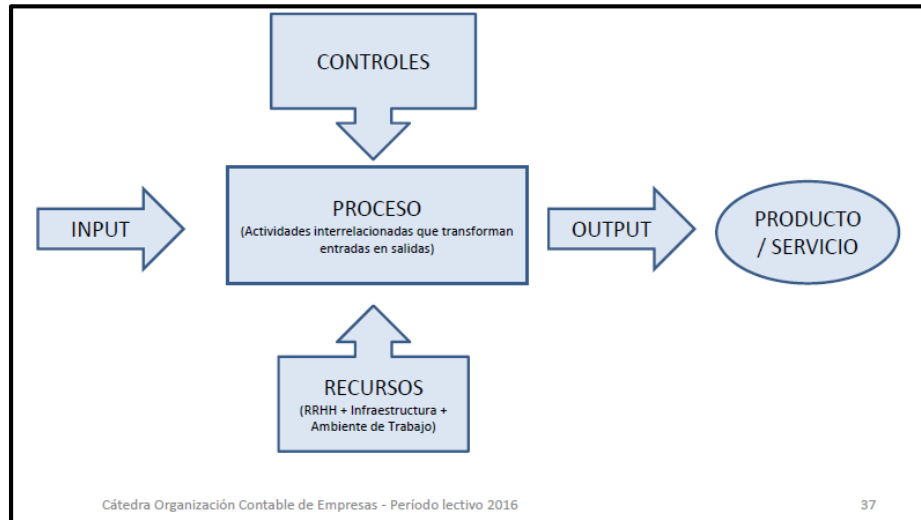 CONTROLES
INPUT
PROCESO
(Actividades interrelacionadas que transforman
entradas en salidas)
OUTPUT
PRODUCTO
/ SERVICIO
RECURSOS
(RRHH + Infraestructura +
Ambiente de Trabajo)
Cátedra Organización Contable de Empresas - Período lectivo 2016
37